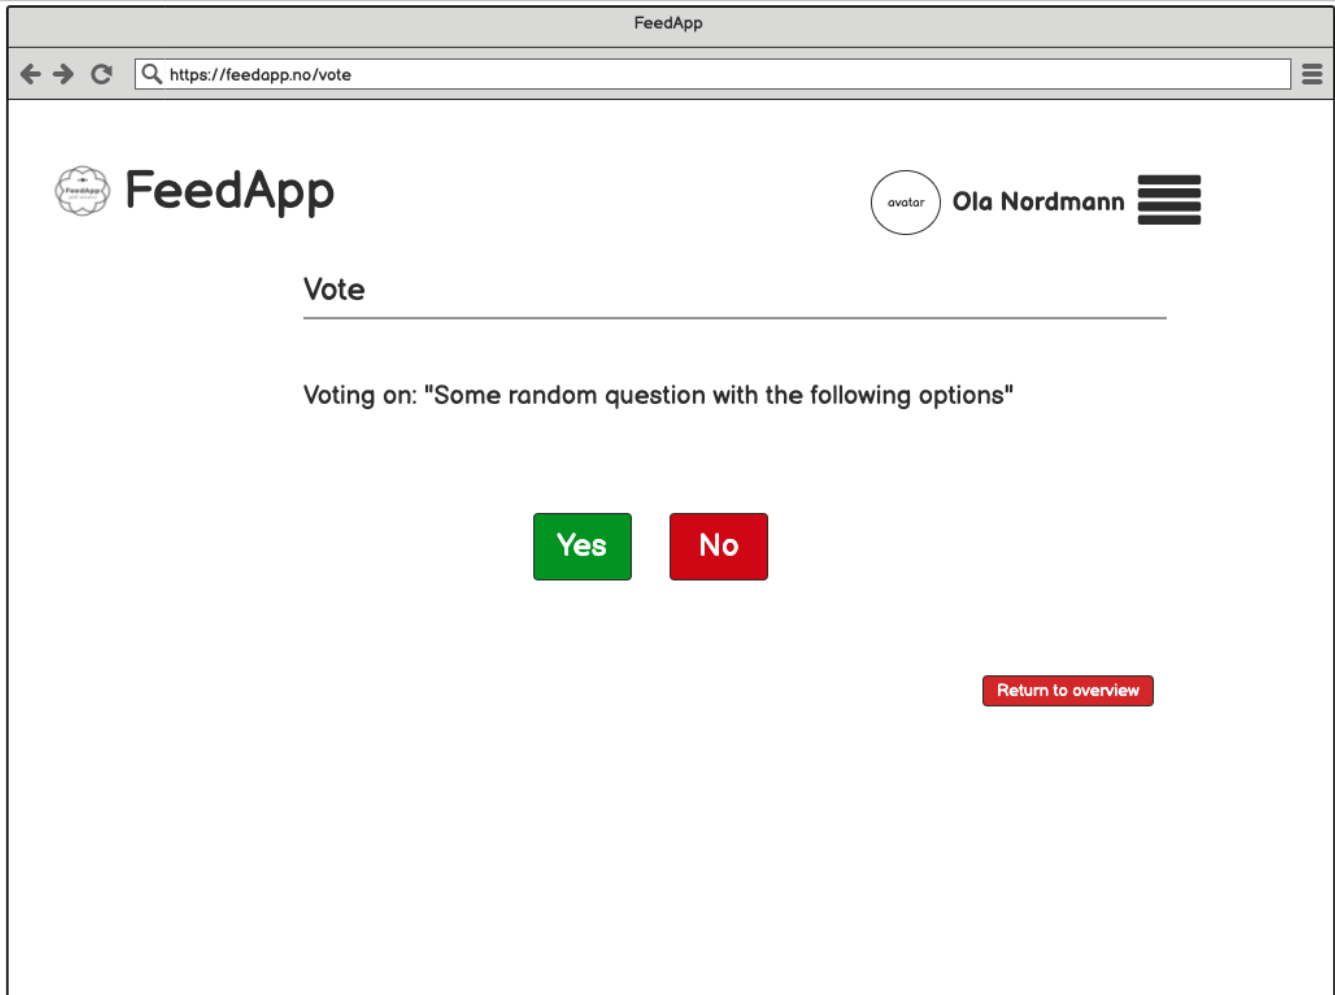 FeedApp
https://feedapp.no/vote
FeedApp
FeedApp
avatar
Ola Nordmann
Vote
Voting on: "Some random question with the following options"
Yes
No
Return to overview